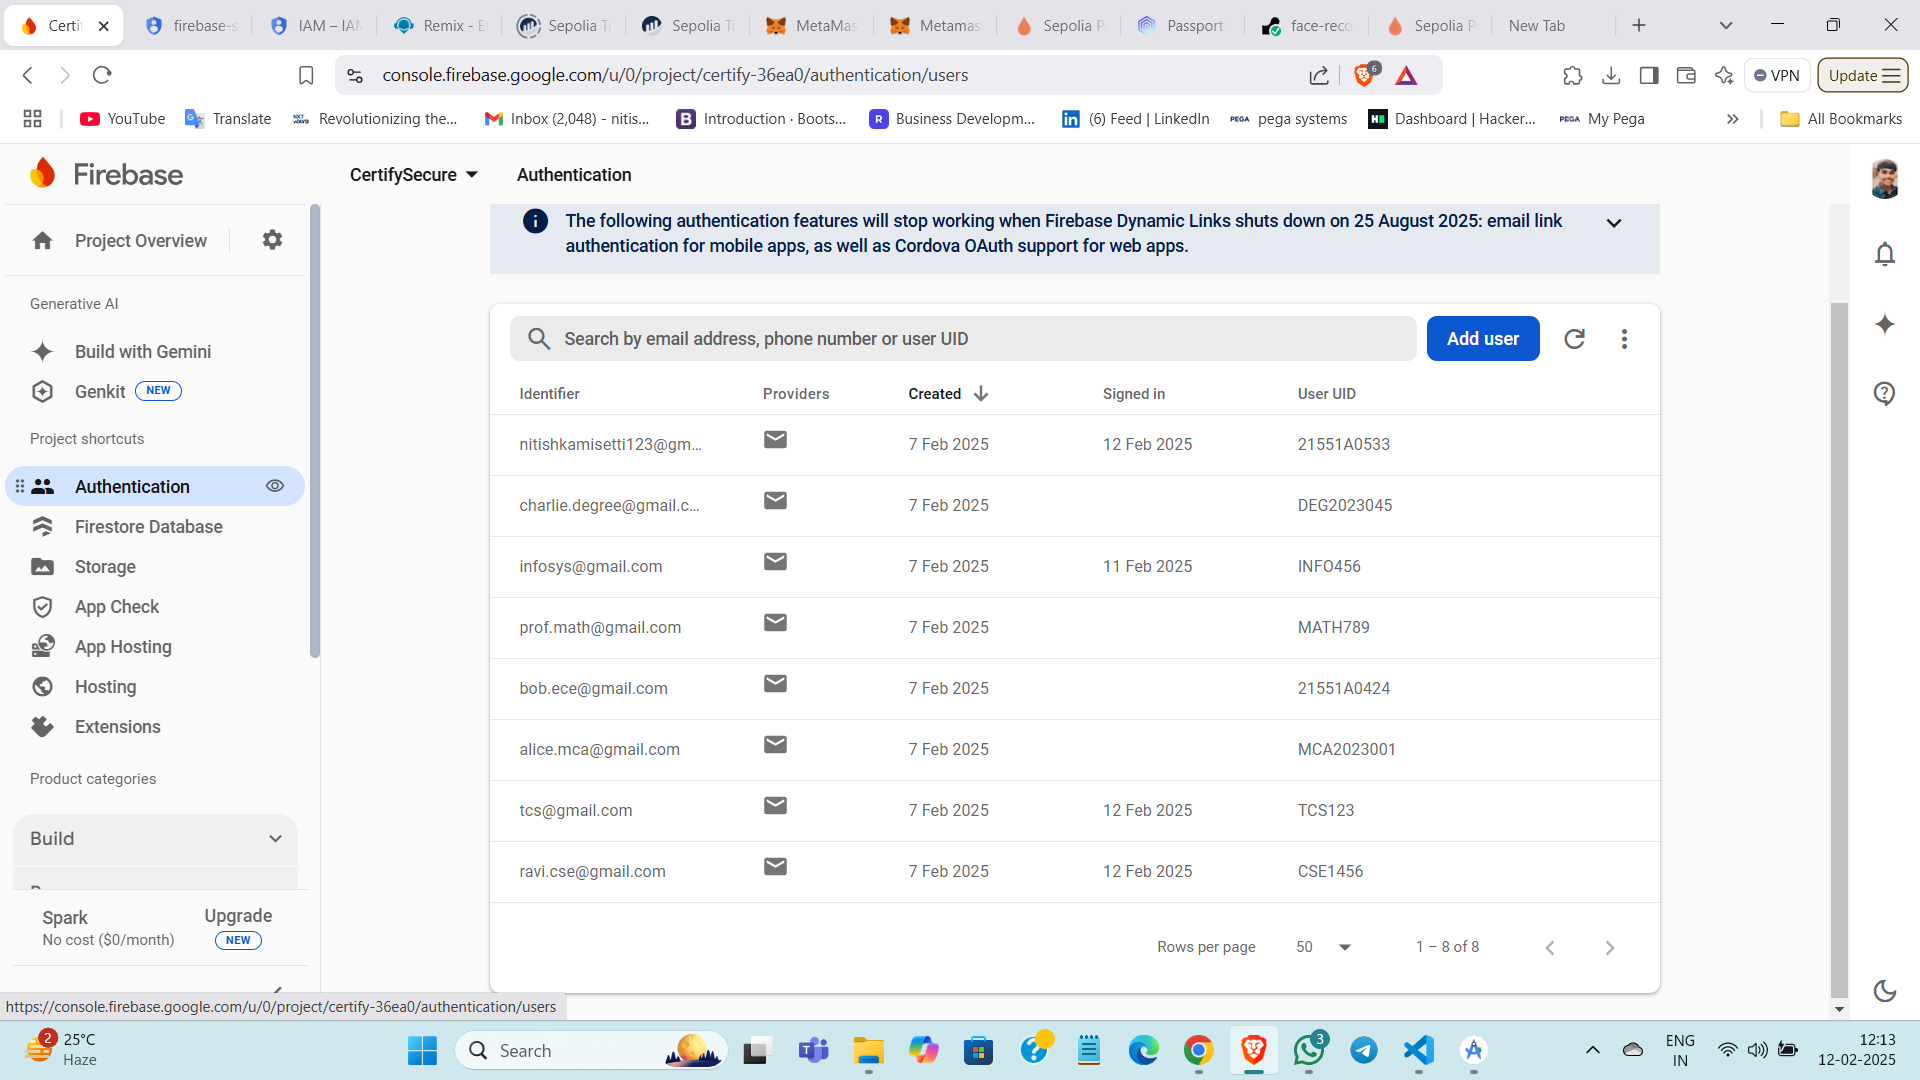 Certif
firebase-s
IAM – IAM
Remix - E
Sepolia T
Sepolia T
MetaMas
Metamas
Sepolia P
Passport
face-reco
Sepolia P
New Tab
console.firebase.google.com/u/0/project/certify-36ea0/authentication/users
6
VPN
Update
YouTube
Translate
Revolutionizing the...
Inbox (2,048) - nitis...
Introduction · Boots...
Business Developm...
(6) Feed | LinkedIn
PEGA pega systems
Dashboard | Hacker...
PEGA My Pega
All Bookmarks
Firebase
CertifySecure
Authentication
Project Overview
The following authentication features will stop working when Firebase Dynamic Links shuts down on 25 August 2025: email link
authentication for mobile apps, as well as Cordova OAuth support for web apps.
Generative AI
Build with Gemini
Genkit NEW
Project shortcuts
Authentication
Firestore Database
Storage
App Check
App Hosting
Hosting
Extensions
Product categories
Build
Spark
No cost ($0/month)
Upgrade
NEW
Search by email address, phone number or user UID
Add user
Identifier Providers Created Signed in User UID
nitishkamisetti123@gm... 7 Feb 2025 12 Feb 2025 21551A0533
charlie.degree@gmail.c... 7 Feb 2025 DEG2023045
infosys@gmail.com 7 Feb 2025 11 Feb 2025 INFO456
prof.math@gmail.com 7 Feb 2025 MATH789
bob.ece@gmail.com 7 Feb 2025 21551A0424
alice.mca@gmail.com 7 Feb 2025 MCA2023001
tcs@gmail.com 7 Feb 2025 12 Feb 2025 TCS123
ravi.cse@gmail.com 7 Feb 2025 12 Feb 2025 CSE1456
Rows per page 50 1 – 8 of 8
https://console.firebase.google.com/u/0/project/certify-36ea0/authentication/users
2
25°C
Haze
Search
3
ENG
IN
12:13
12-02-2025